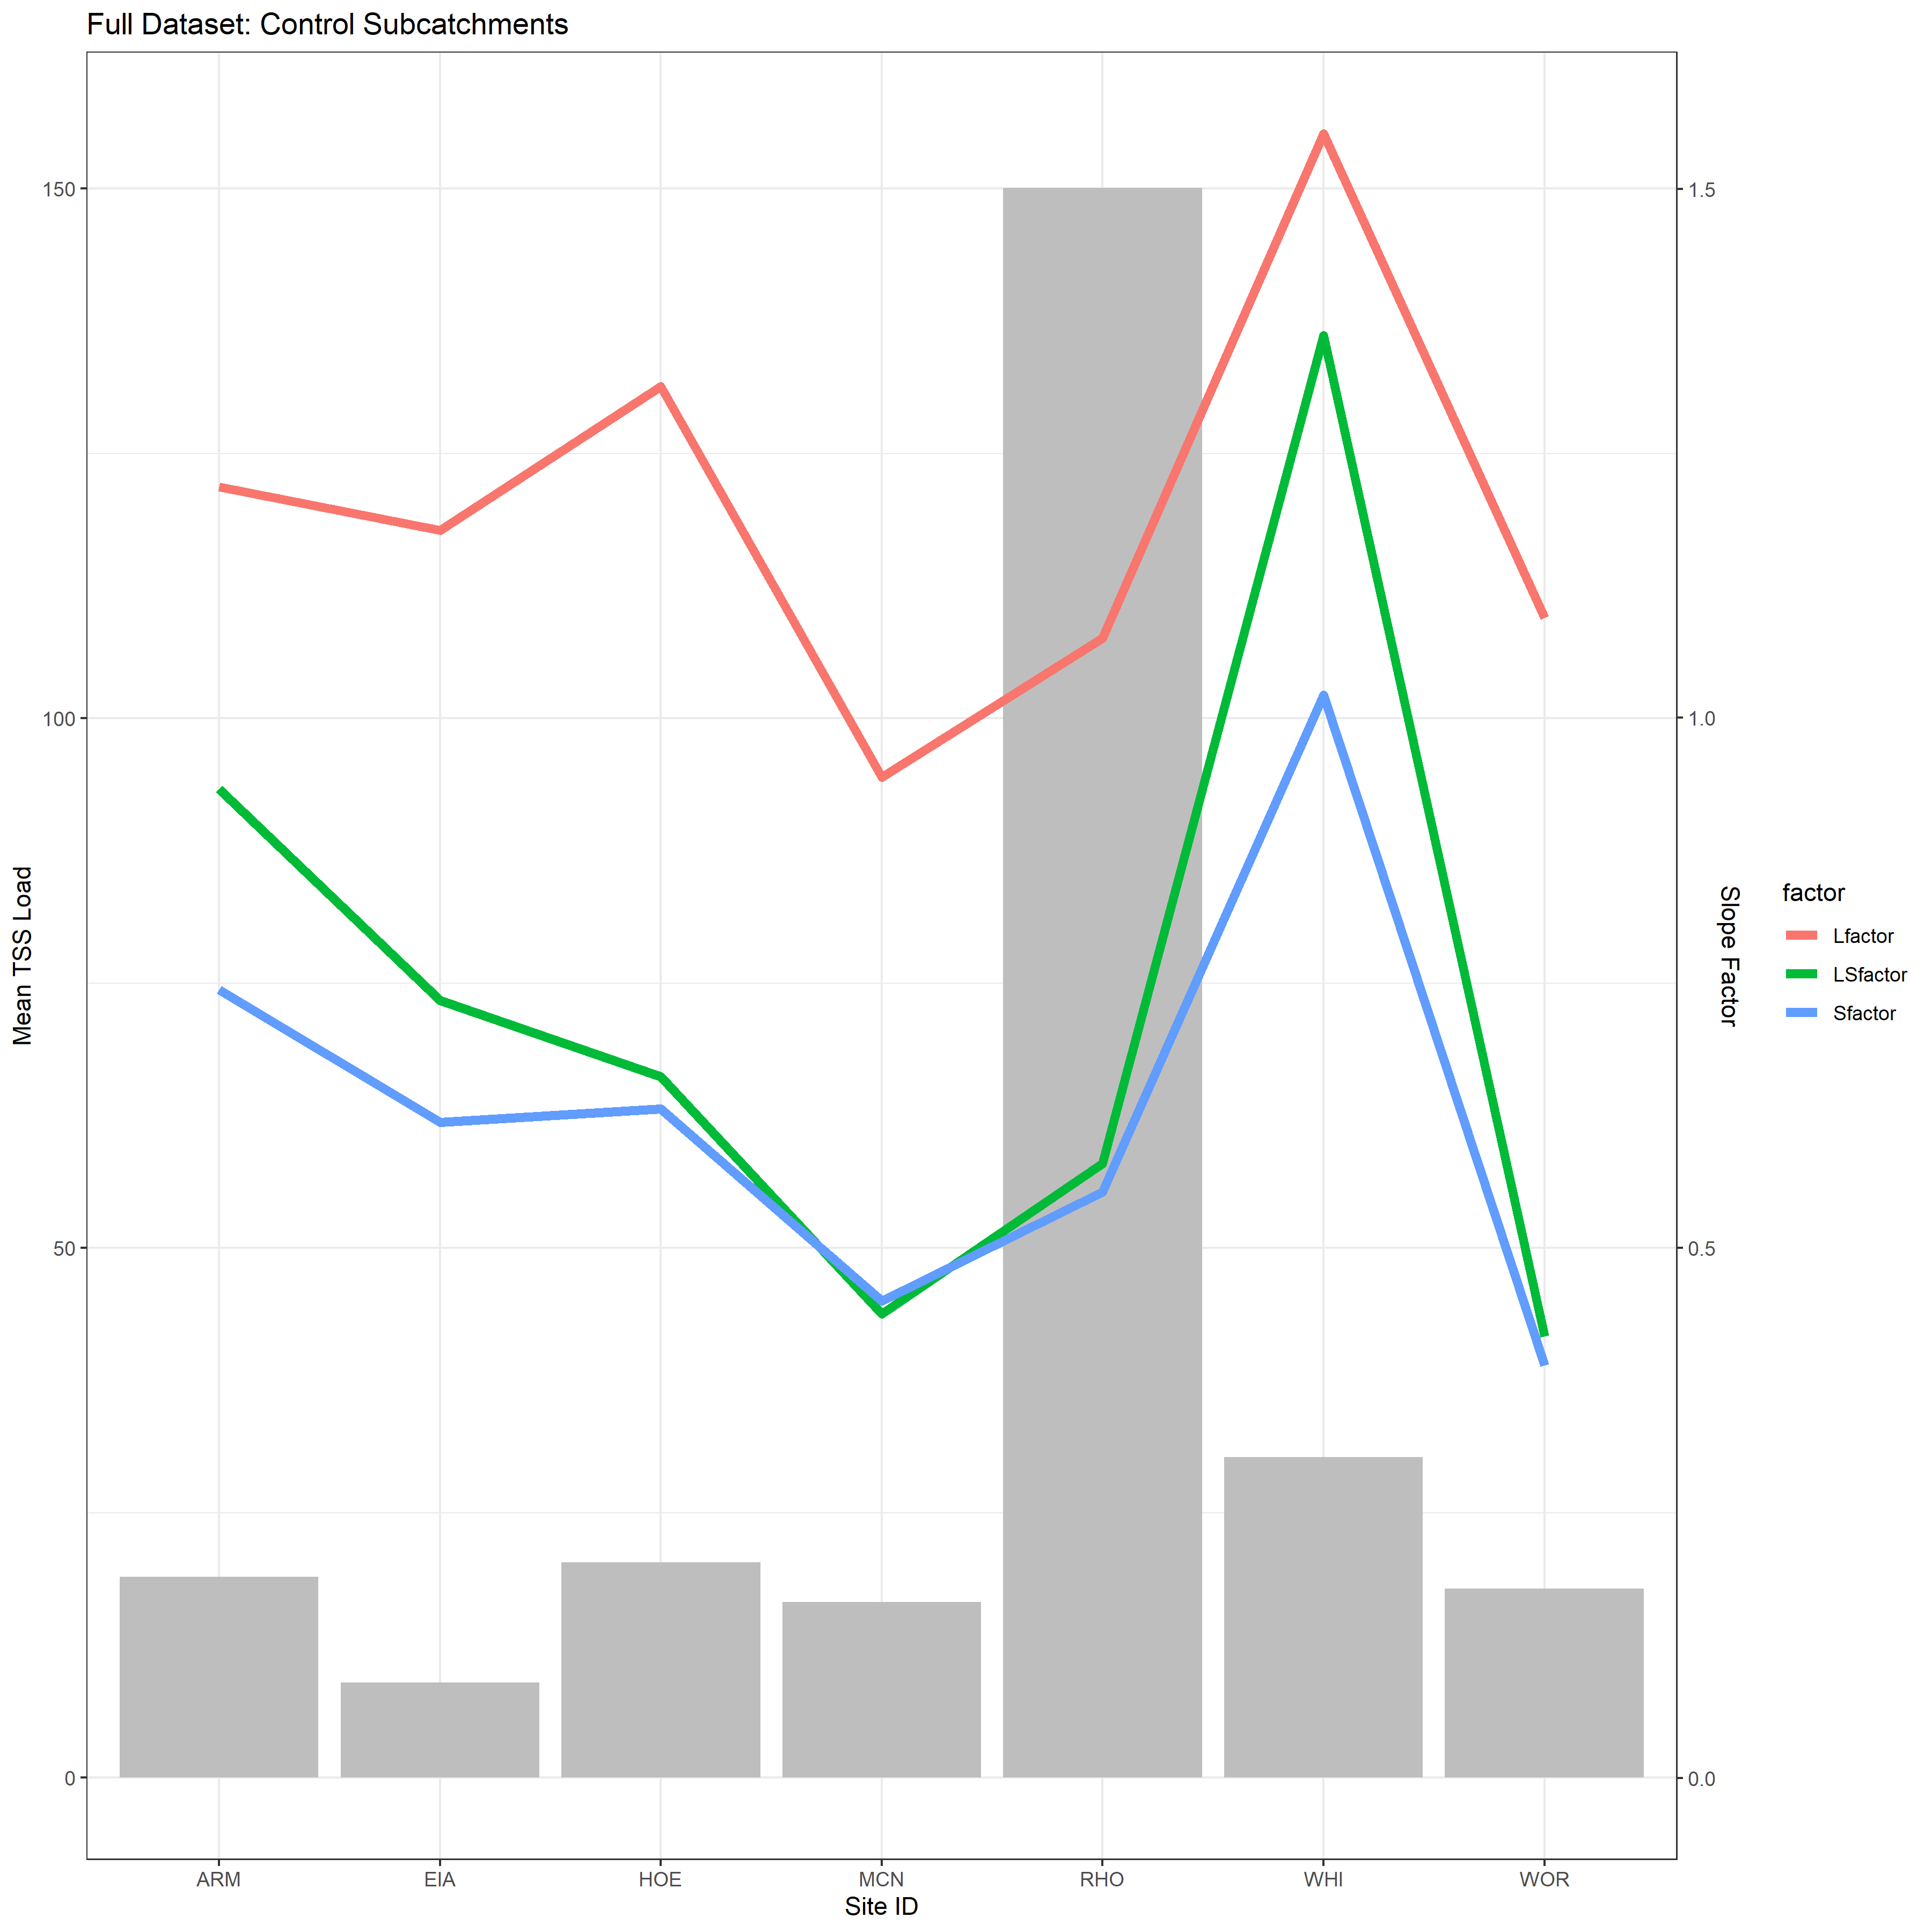 Full Dataset: Control Subcatchments
150
100
50
0
Mean TSS Load
1.5
1.0
0.5
0.0
Slope Factor
factor
Lfactor
LSfactor
Sfactor
ARM EIA HOE MCN RHO WHI WOR
Site ID